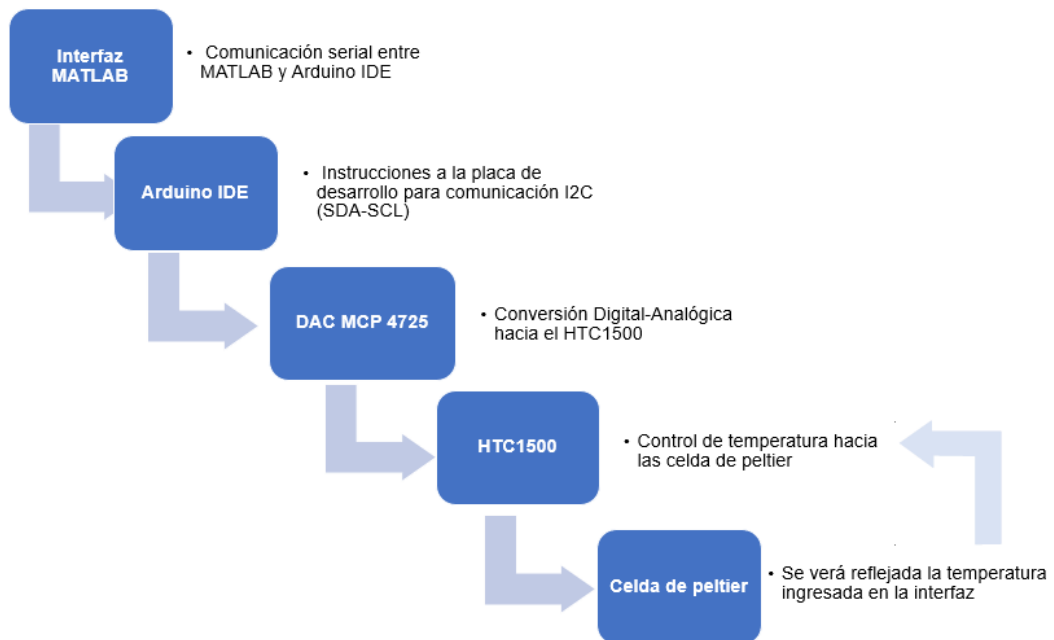 Interfaz
MATLAB
• Comunicación serial entre
MATLAB y Arduino IDE
Arduino IDE
• Instrucciones a la placa de
desarrollo para comunicación I2C
(SDA-SCL)
DAC MCP 4725
• Conversión Digital-Analógica
hacia el HTC1500
HTC1500
• Control de temperatura hacia
las celda de peltier
Celda de peltier
• Se verá reflejada la temperatura
ingresada en la interfaz